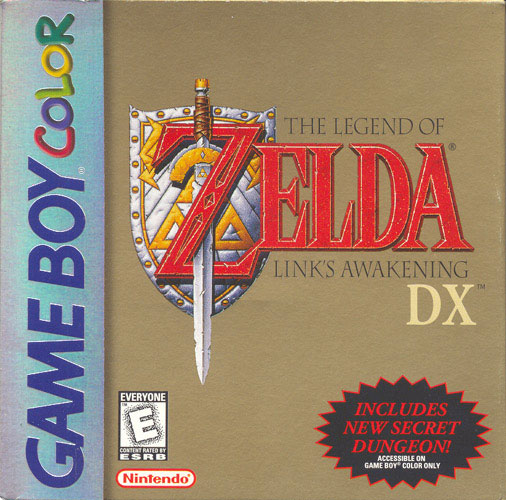 GAME BOY COLOR
THE LEGEND OF
ZELDA®
LINK'S AWAKENING
DX™
EVERYONE
E
CONTENT RATED BY
ESRB
Nintendo®
INCLUDES
NEW SECRET
DUNGEON!
ACCESSIBLE ON
GAME BOY® COLOR ONLY